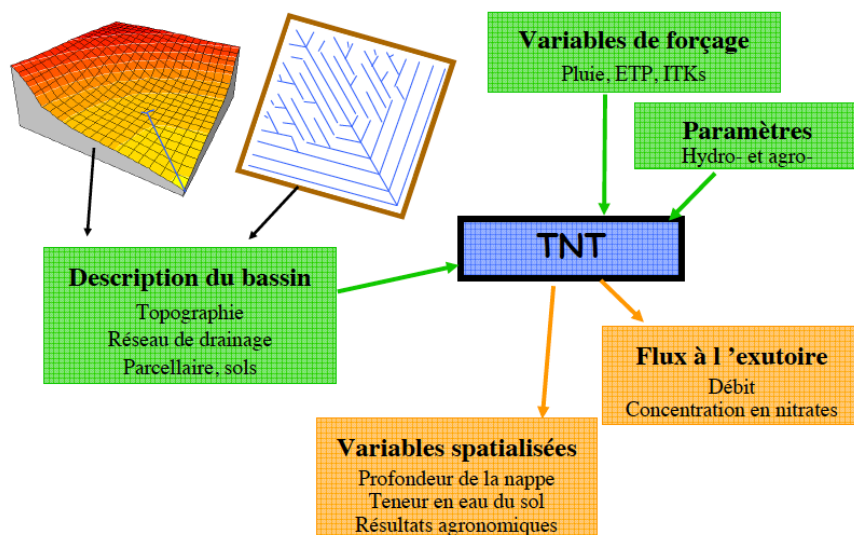 Variables de forçage
Pluie, ETP, ITKs
Paramètres
Hydro- et agro-
TNT
Description du bassin
Topographie
Réseau de drainage
Parcellaire, sols
Flux à l ’exutoire
Débit
Concentration en nitrates
Variables spatialisées
Profondeur de la nappe
Teneur en eau du sol
Résultats agronomiques